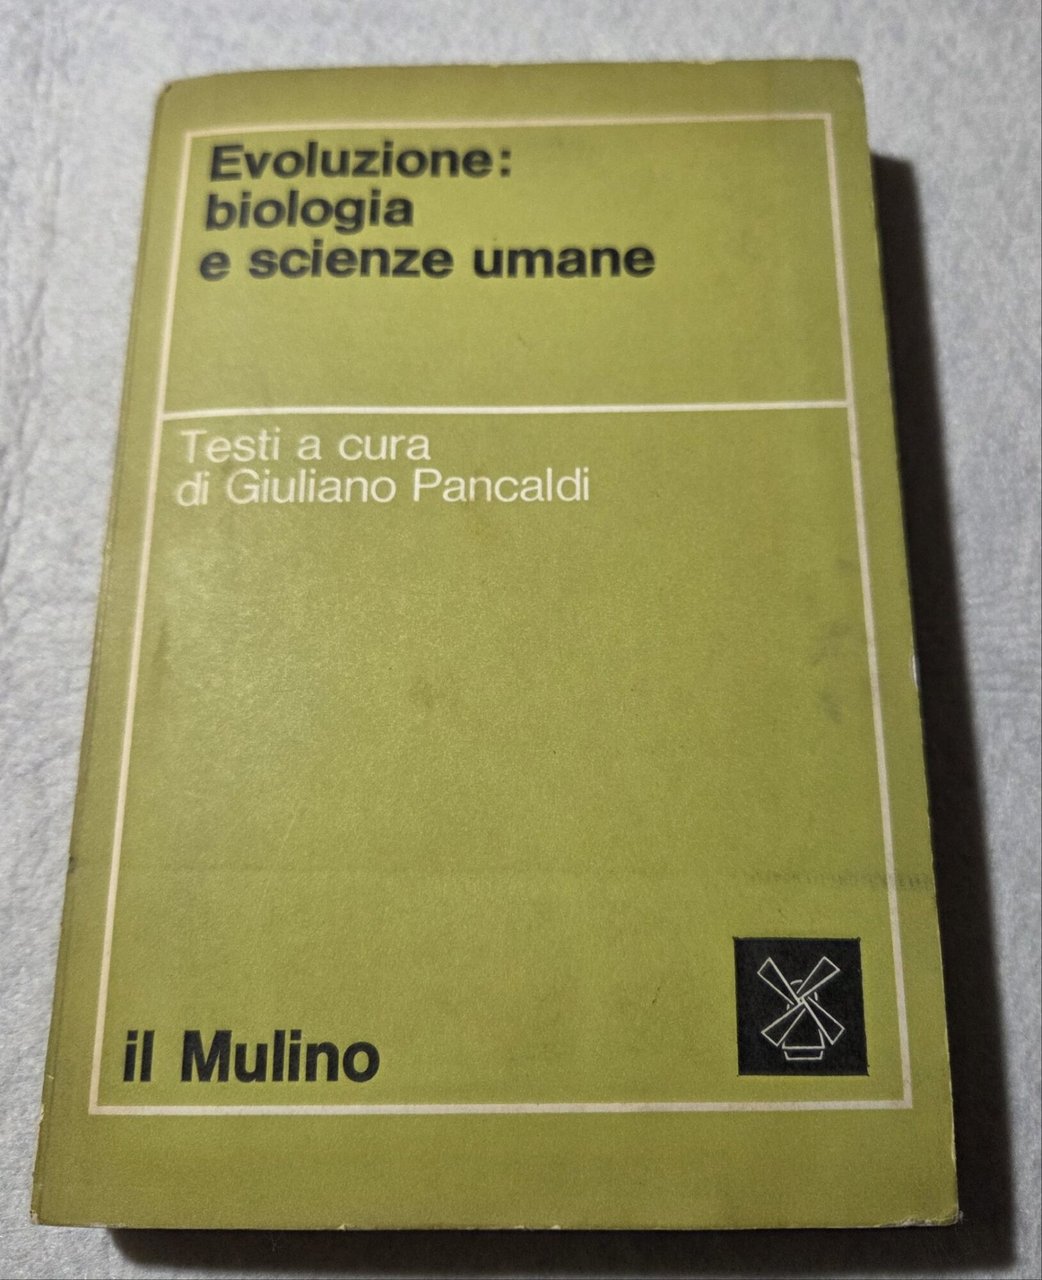 Evoluzione:
biologia
e scienze umane
Testi a cura
di Giuliano Pancaldi
il Mulino